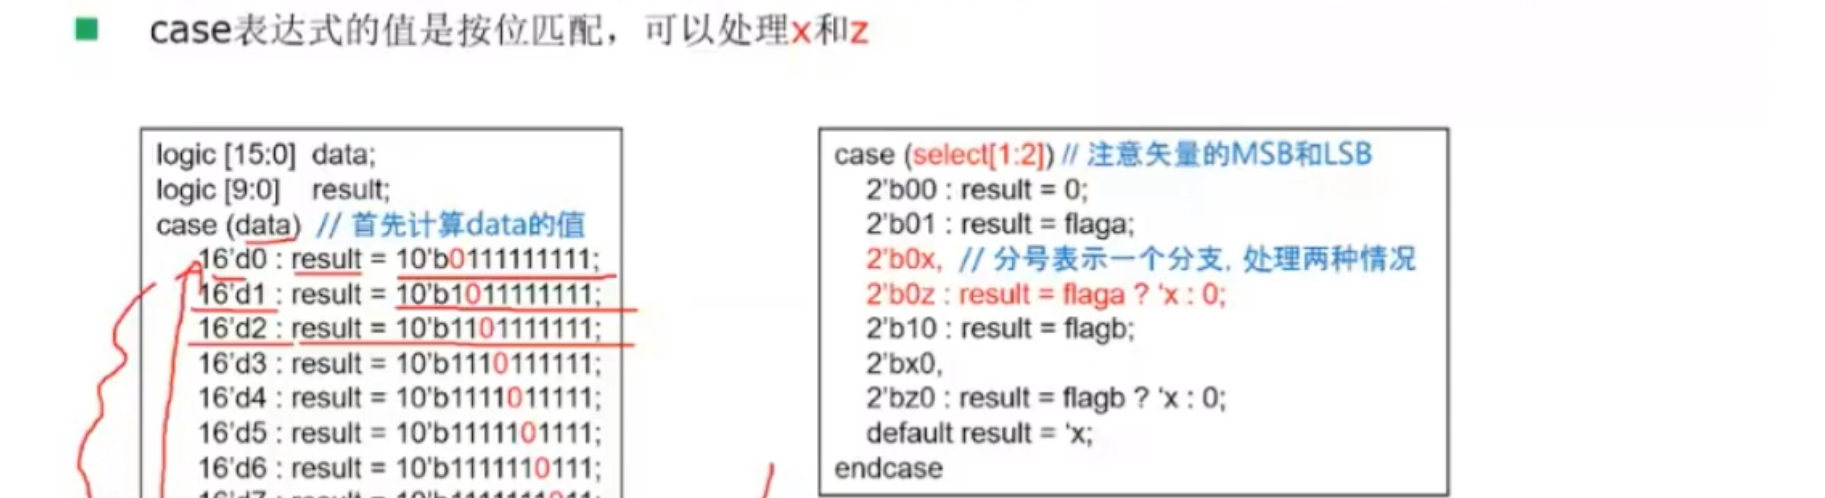 case表达式的值是按位匹配，可以处理x和z
logic [15:0]  data;
logic [9:0]    result;
case (data)  // 首先计算data的值
16'd0 : result = 10'b0111111111;
16'd1 : result = 10'b1011111111;
16'd2 : result = 10'b1101111111;
16'd3 : result = 10'b1110111111;
16'd4 : result = 10'b1111011111;
16'd5 : result = 10'b1111101111;
16'd6 : result = 10'b1111110111;
16'd7 : result = 10'b1111111011;
case (select[1:2]) // 注意矢量的MSB和LSB
2'b00 : result = 0;
2'b01 : result = flaga;
2'b0x,  // 分号表示一个分支, 处理两种情况
2'b0z : result = flaga ? 'x : 0;
2'b10 : result = flagb;
2'bx0,
2'bz0 : result = flagb ? 'x : 0;
default result = 'x;
endcase